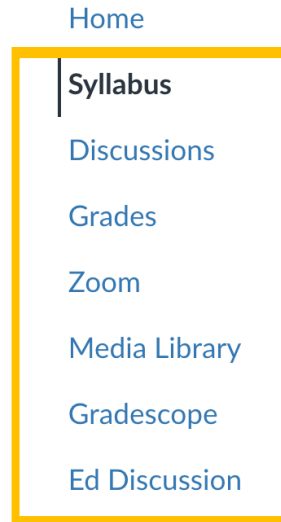 Home
Syllabus
Discussions
Grades
Zoom
Media Library
Gradescope
Ed Discussion